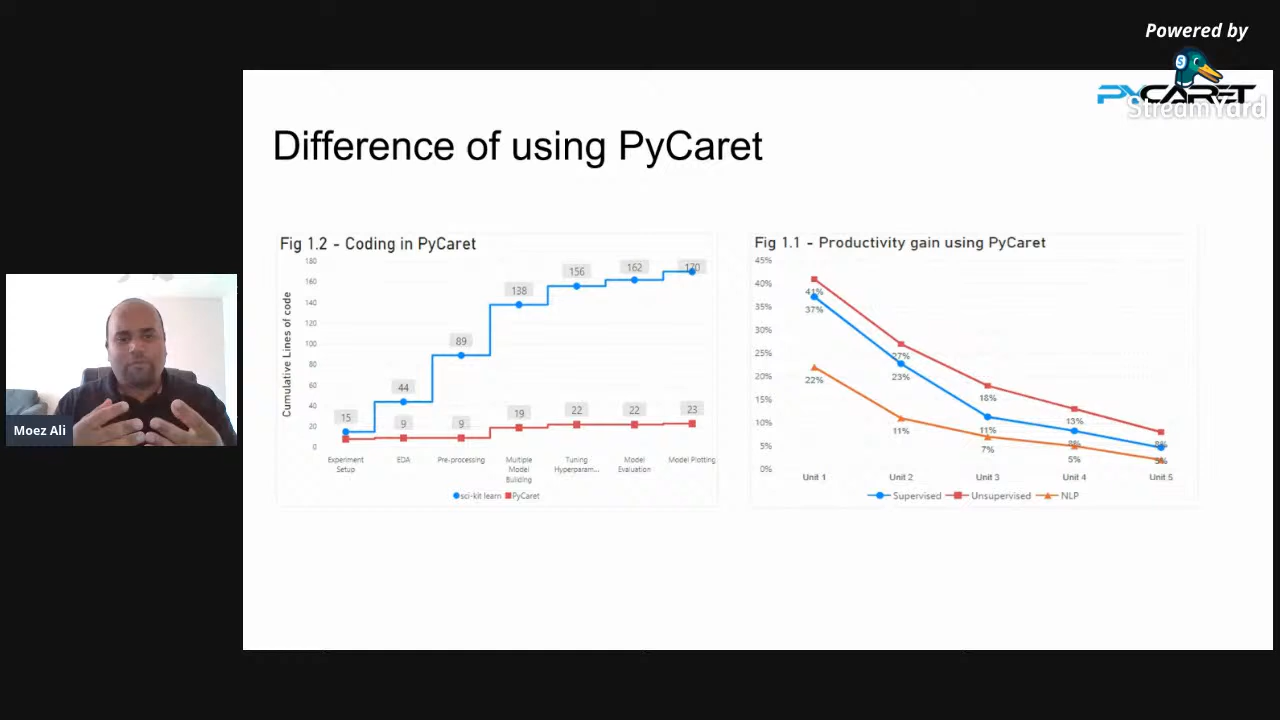 Powered by
PYCARET
StreamYard
Difference of using PyCaret
Fig 1.2 - Coding in PyCaret
Cumulative Lines of code
180
160
140
120
100
80
60
40
20
0
15
44
89
138
156
162
170
9
9
19
22
22
23
Experiment Setup
EDA
Pre-processing
Multiple Model Building
Tuning Hyperparam...
Model Evaluation
Model Plotting
sci-kit learn PyCaret
Fig 1.1 - Productivity gain using PyCaret
45%
40%
35%
30%
25%
20%
15%
10%
5%
0%
41%
37%
22%
27%
23%
11%
18%
11%
7%
13%
8%
5%
8%
Unit 1 Unit 2 Unit 3 Unit 4 Unit 5
Supervised Unsupervised NLP
Moez Ali